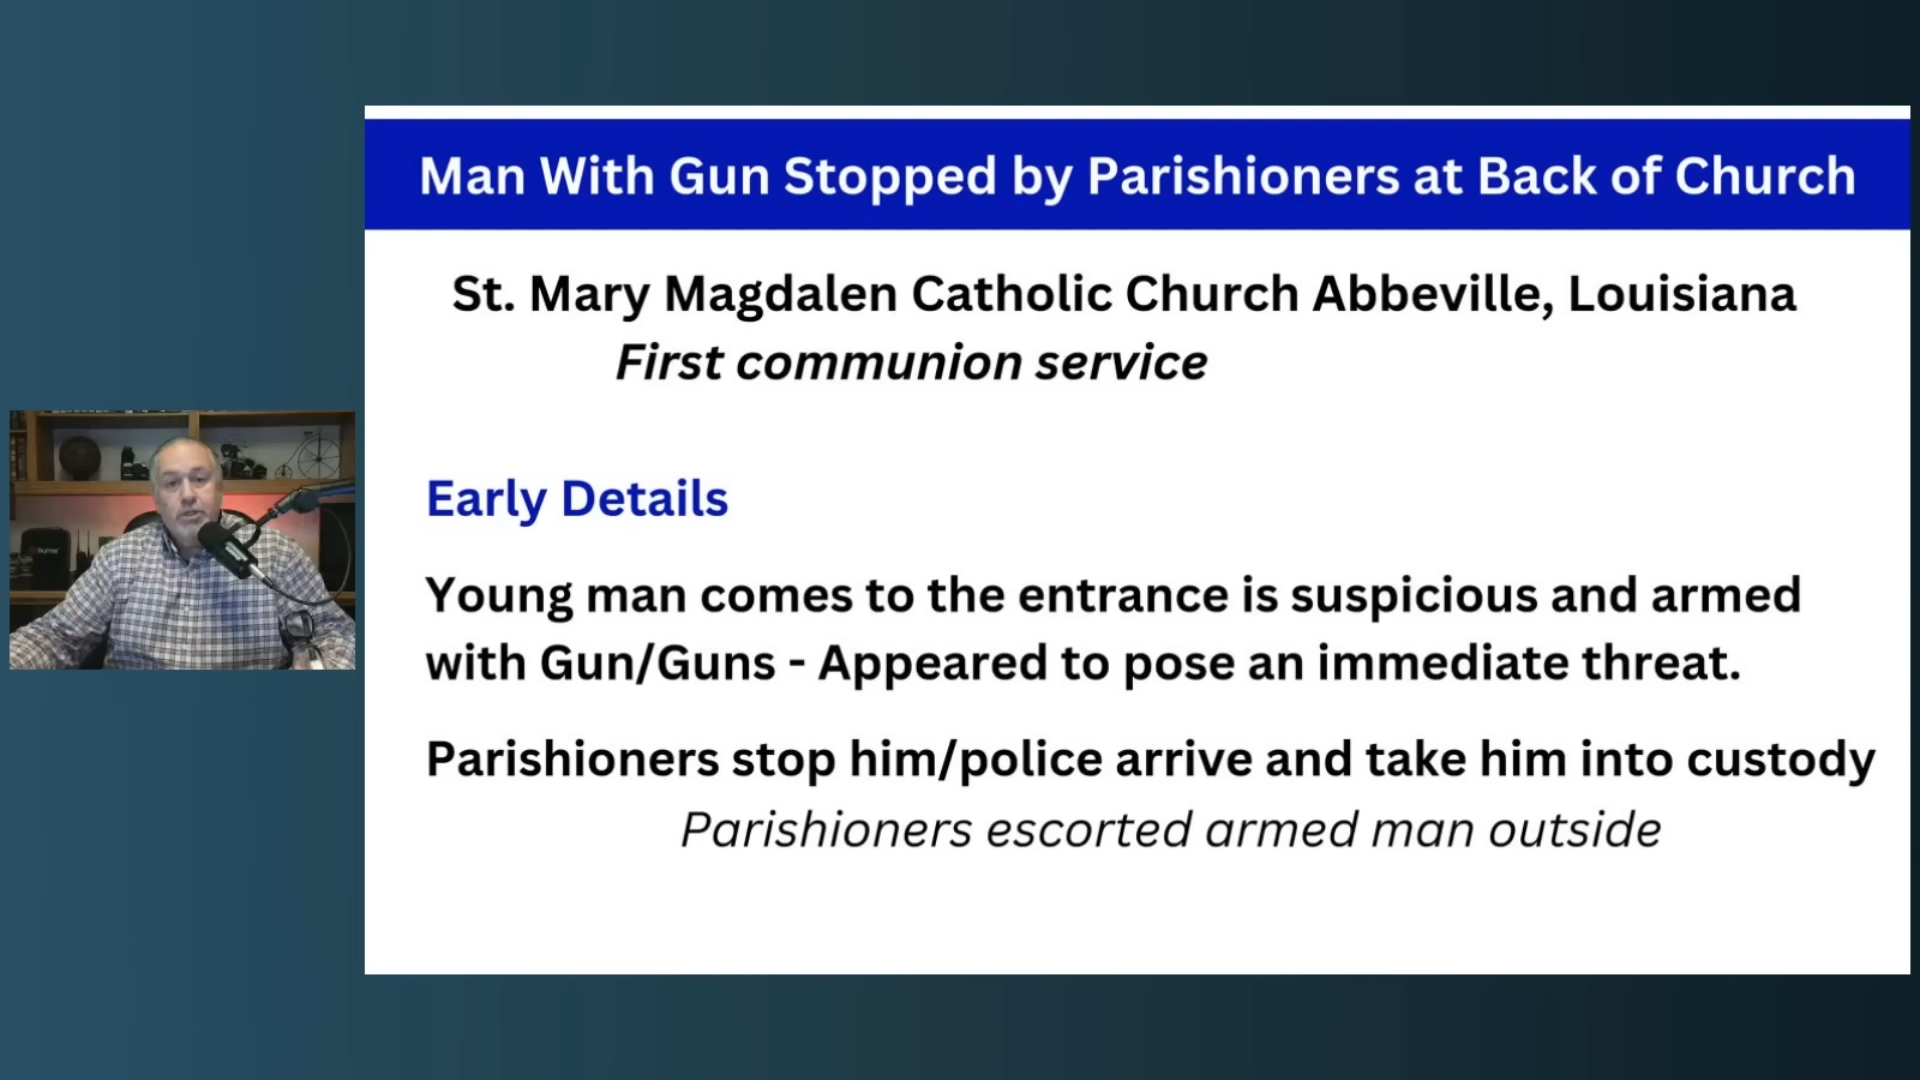 Man With Gun Stopped by Parishioners at Back of Church
St. Mary Magdalen Catholic Church Abbeville, Louisiana
First communion service
Early Details
Young man comes to the entrance is suspicious and armed
with Gun/Guns - Appeared to pose an immediate threat.
Parishioners stop him/police arrive and take him into custody
Parishioners escorted armed man outside